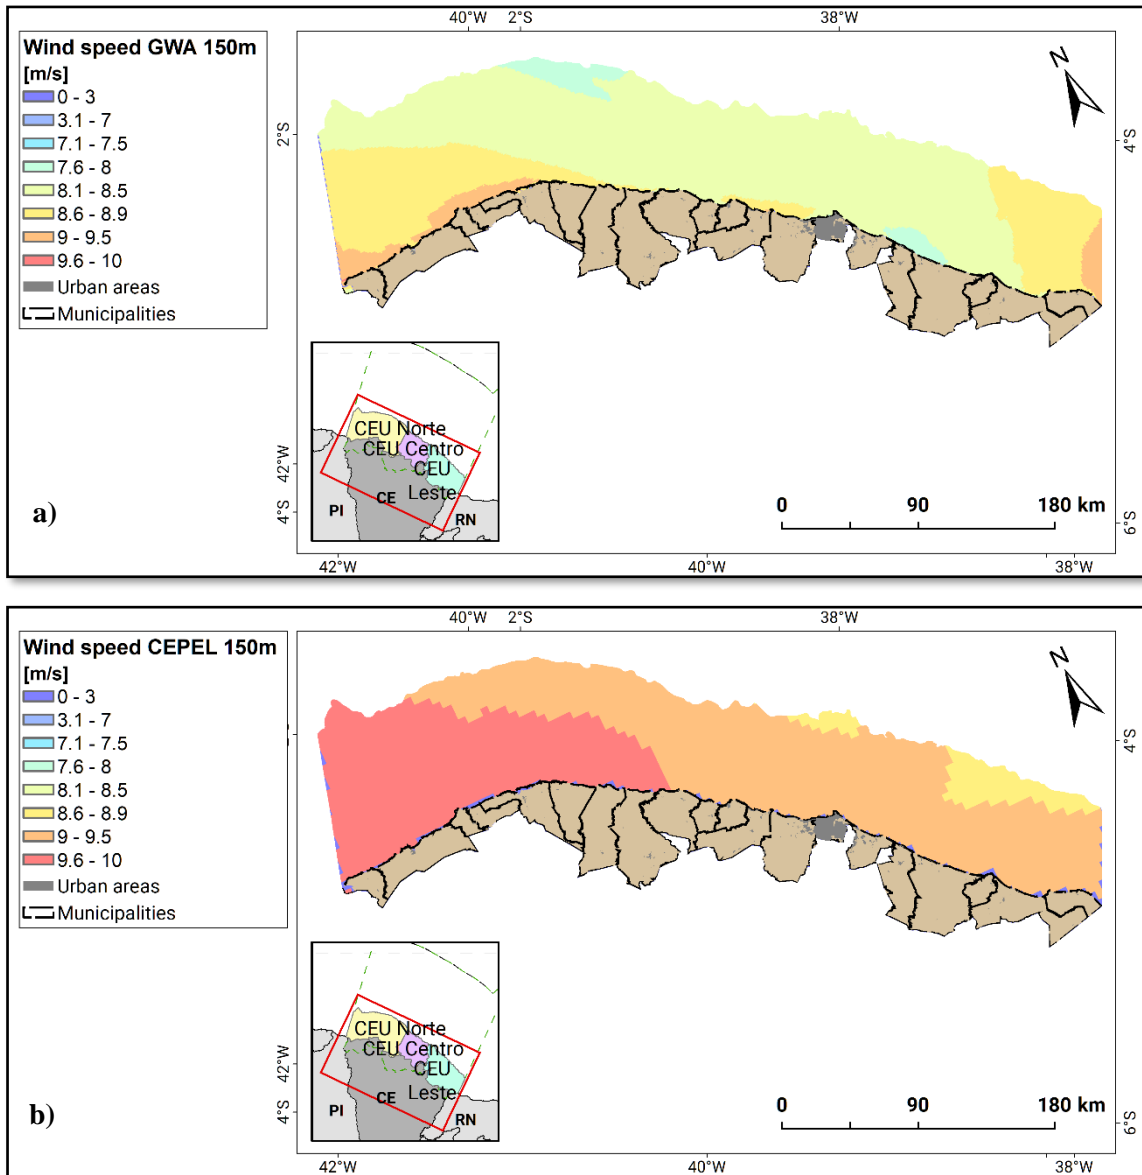 40°W 2°S 38°W
Wind speed GWA 150m
[m/s]
0 - 3
3.1 - 7
7.1 - 7.5
7.6 - 8
8.1 - 8.5
8.6 - 8.9
9 - 9.5
9.6 - 10
Urban areas
Municipalities
N
2°S
4°S
CEU Norte
CEU Centro
CEU
Leste
CE
PI
RN
42°W
4°S
a)
0 90 180 km
6°S
42°W 40°W 38°W
40°W 2°S 38°W
Wind speed CEPEL 150m
[m/s]
0 - 3
3.1 - 7
7.1 - 7.5
7.6 - 8
8.1 - 8.5
8.6 - 8.9
9 - 9.5
9.6 - 10
Urban areas
Municipalities
N
4°S
CEU Norte
CEU Centro
CEU
Leste
CE
PI
RN
42°W
4°S
b)
0 90 180 km
6°S
42°W 40°W 38°W